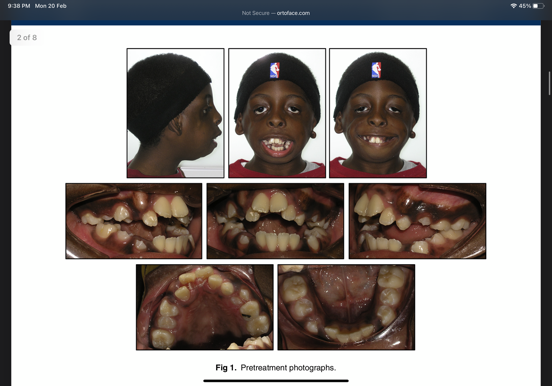 9:38 PM Mon 20 Feb
45%
Not Secure — ortoface.com
2 of 8
Fig 1. Pretreatment photographs.